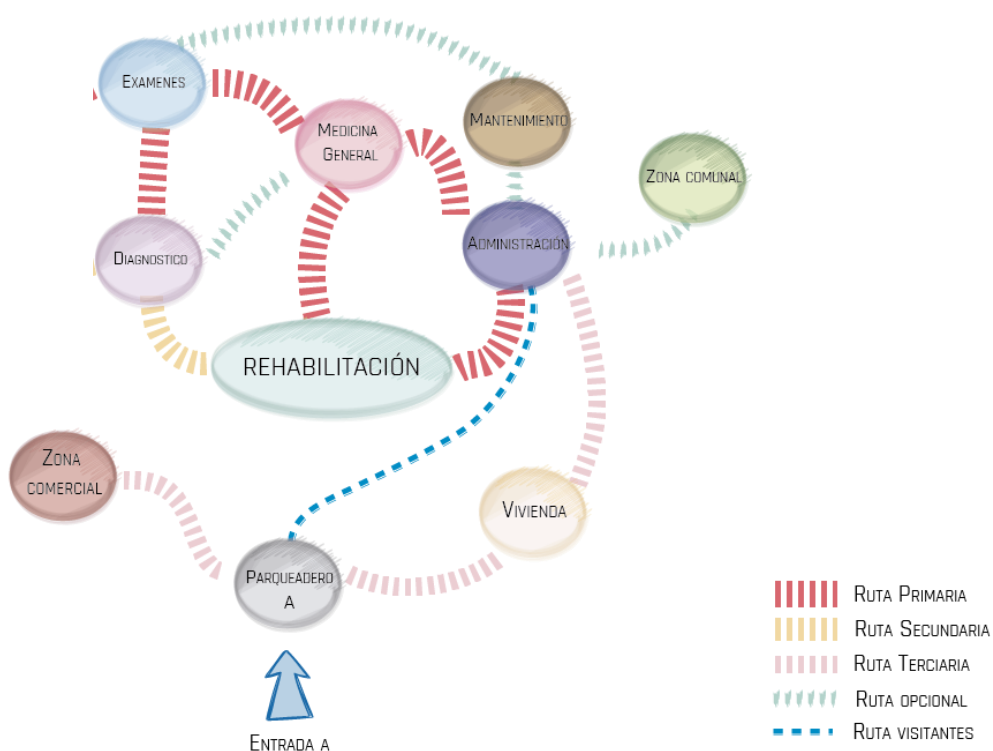 EXAMENES
MEDICINA
GENERAL
MANTENIMIENTO
ZONA COMUNAL
DIAGNOSTICO
ADMINISTRACIÓN
REHABILITACIÓN
ZONA
COMERCIAL
VIVIENDA
PARQUEADERO
A
ENTRADA A
RUTA PRIMARIA
RUTA SECUNDARIA
RUTA TERCIARIA
RUTA OPCIONAL
RUTA VISITANTES